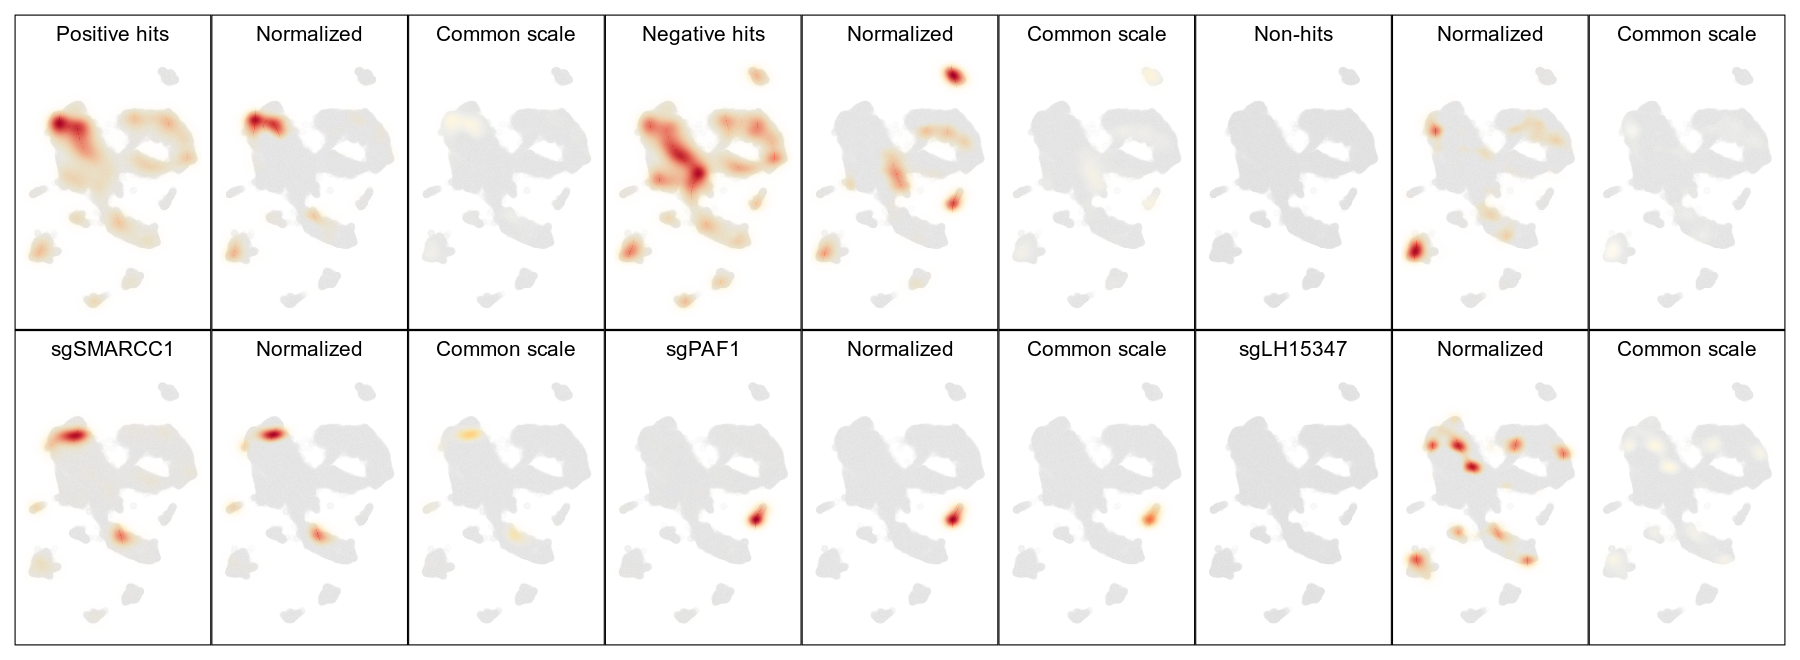 Positive hits
Normalized
Common scale
Negative hits
Normalized
Common scale
Non-hits
Normalized
Common scale
sgSMARCC1
Normalized
Common scale
sgPAF1
Normalized
Common scale
sgLH15347
Normalized
Common scale